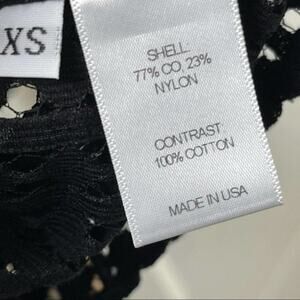 XS
SHELL:
77% CO, 23%
NYLON
CONTRAST:
100% COTTON
MADE IN USA